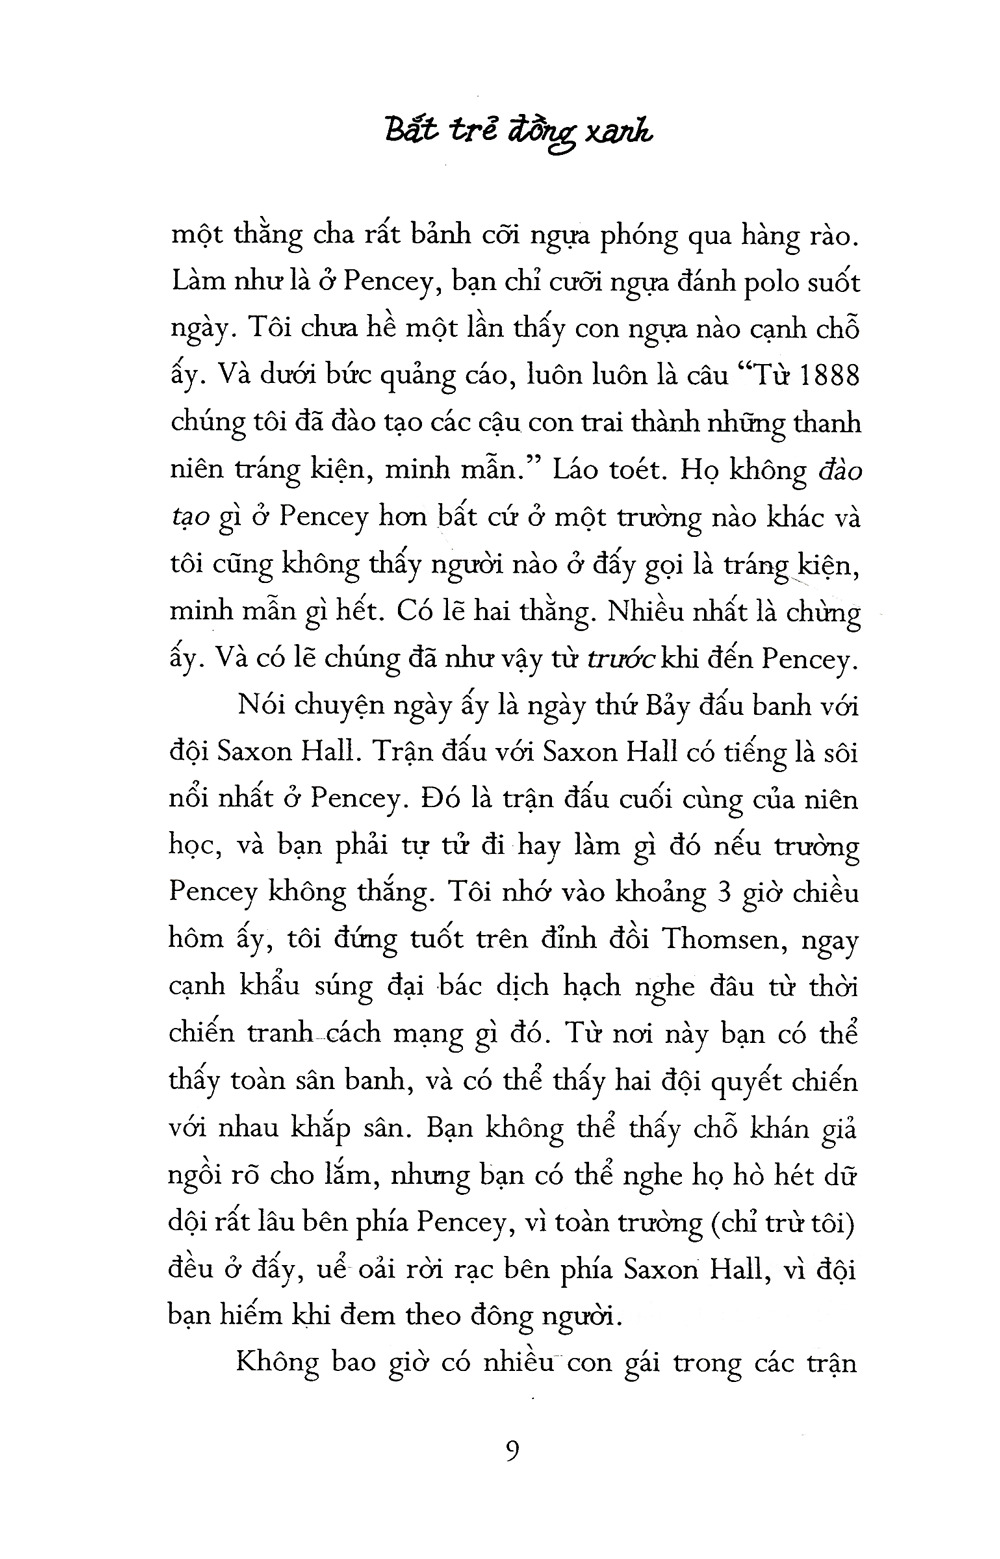 Bắt trẻ đồng xanh
một thằng cha rất bảnh cỡi ngựa phóng qua hàng rào.
Làm như là ở Pencey, bạn chỉ cưỡi ngựa đánh polo suốt
ngày. Tôi chưa hề một lần thấy con ngựa nào cạnh chỗ
ấy. Và dưới bức quảng cáo, luôn luôn là câu “Từ 1888
chúng tôi đã đào tạo các cậu con trai thành những thanh
niên tráng kiện, minh mẫn.” Láo toét. Họ không đào
tạo gì ở Pencey hơn bất cứ ở một trường nào khác và
tôi cũng không thấy người nào ở đấy gọi là tráng kiện,
minh mẫn gì hết. Có lẽ hai thằng. Nhiều nhất là chừng
ấy. Và có lẽ chúng đã như vậy từ trước khi đến Pencey.
Nói chuyện ngày ấy là ngày thứ Bảy đấu banh với
đội Saxon Hall. Trận đấu với Saxon Hall có tiếng là sôi
nổi nhất ở Pencey. Đó là trận đấu cuối cùng của niên
học, và bạn phải tự tử đi hay làm gì đó nếu trường
Pencey không thắng. Tôi nhớ vào khoảng 3 giờ chiều
hôm ấy, tôi đứng tuốt trên đỉnh đồi Thomsen, ngay
cạnh khẩu súng đại bác dịch hạch nghe đâu từ thời
chiến tranh cách mạng gì đó. Từ nơi này bạn có thể
thấy toàn sân banh, và có thể thấy hai đội quyết chiến
với nhau khắp sân. Bạn không thể thấy chỗ khán giả
ngồi rõ cho lắm, nhưng bạn có thể nghe họ hò hét dữ
dội rất lâu bên phía Pencey, vì toàn trường (chỉ trừ tôi)
đều ở đấy, uể oải rời rạc bên phía Saxon Hall, vì đội
bạn hiếm khi đem theo đông người.
Không bao giờ có nhiều con gái trong các trận
9